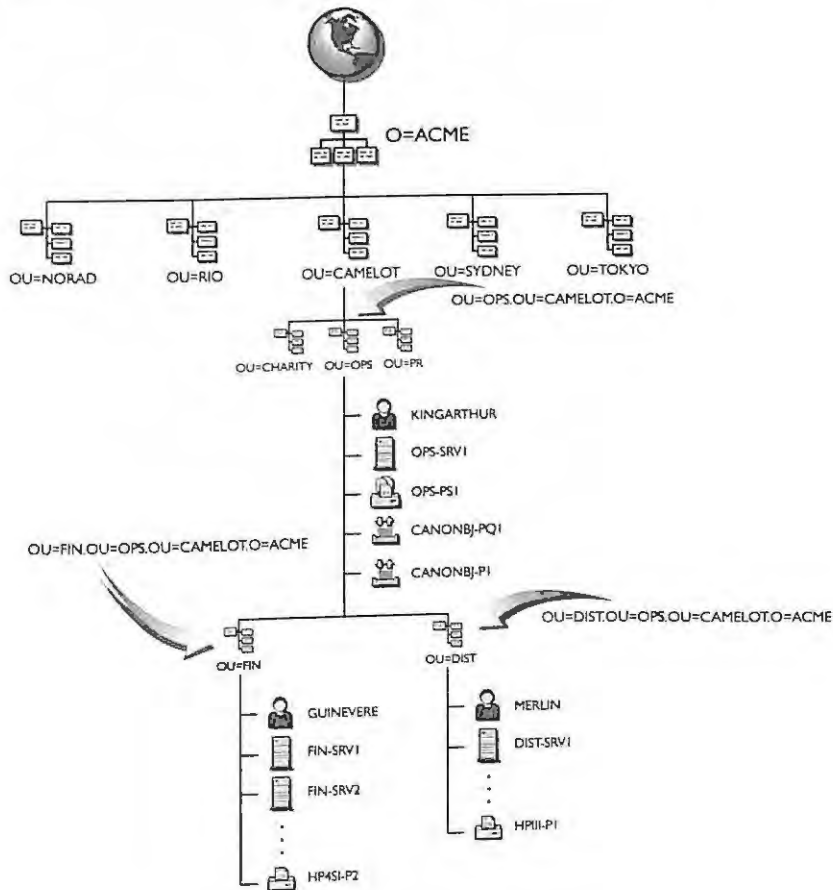 O=ACME
OU=NORAD
OU=RIO
OU=CAMELOT
OU=SYDNEY
OU=TOKYO
OU=OPS.OU=CAMELOT.O=ACME
OU=CHARITY
OU=OPS
OU=PR
KINGARTHUR
OPS-SRV1
OPS-PS1
CANONBJ-PQ1
CANONBJ-P1
OU=FIN.OU=OPS.OU=CAMELOT.O=ACME
OU=DIST.OU=OPS.OU=CAMELOT.O=ACME
OU=FIN
OU=DIST
GUINEVERE
FIN-SRV1
FIN-SRV2
HP4SI-P2
MERLIN
DIST-SRV1
HPIII-P1